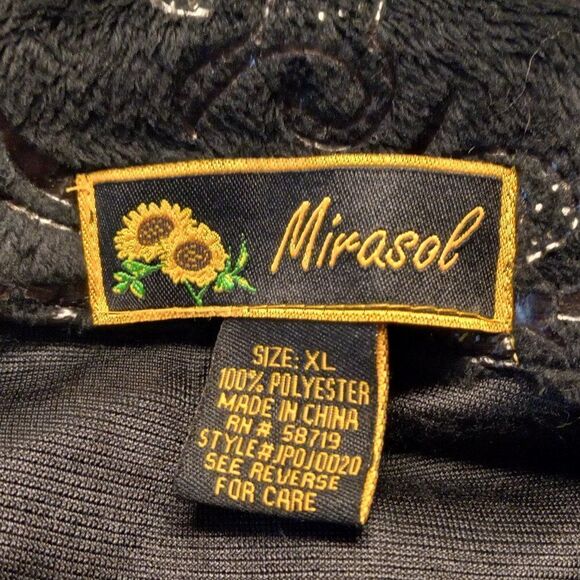 Mirasol
SIZE: XL
100% POLYESTER
MADE IN CHINA
RN# 58719
STYLE#JPOJ0020
SEE REVERSE
FOR CARE